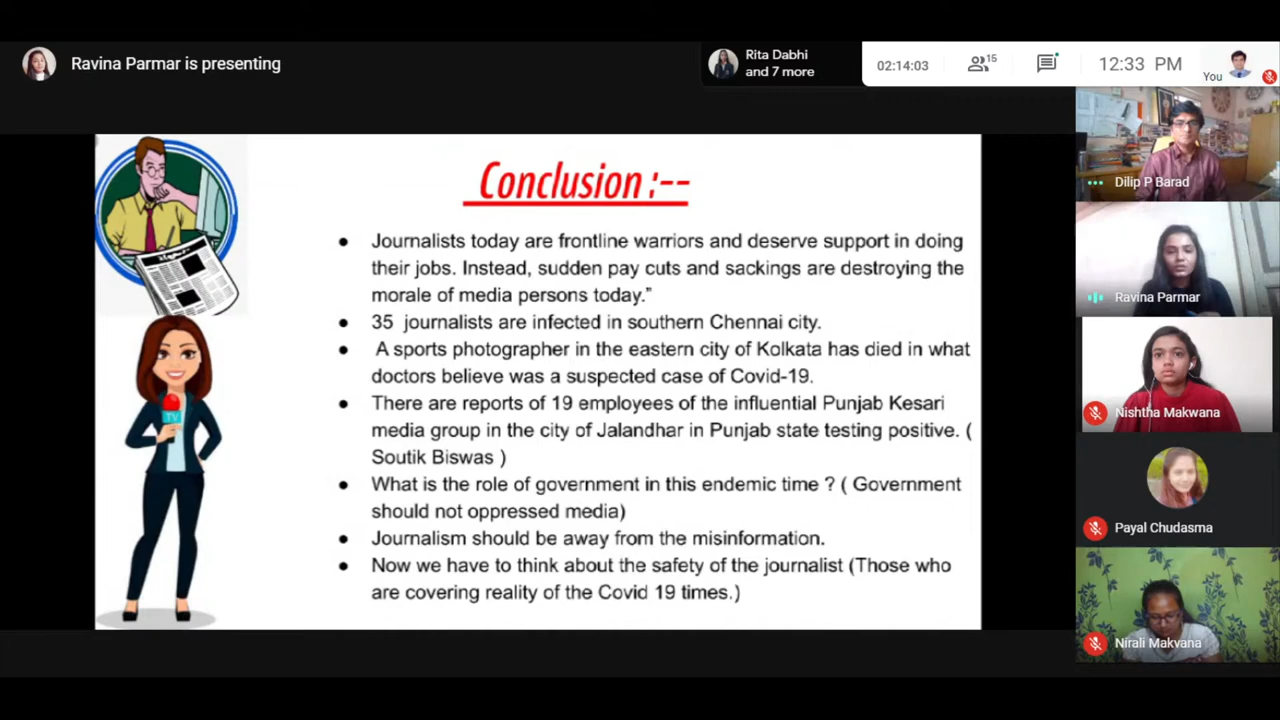 Ravina Parmar is presenting
Rita Dabhi
and 7 more
02:14:03
15
12:33 PM
You
Conclusion :--
● Journalists today are frontline warriors and deserve support in doing
their jobs. Instead, sudden pay cuts and sackings are destroying the
morale of media persons today.”
● 35 journalists are infected in southern Chennai city.
● A sports photographer in the eastern city of Kolkata has died in what
doctors believe was a suspected case of Covid-19.
● There are reports of 19 employees of the influential Punjab Kesari
media group in the city of Jalandhar in Punjab state testing positive. (
Soutik Biswas )
● What is the role of government in this endemic time ? ( Government
should not oppressed media)
● Journalism should be away from the misinformation.
● Now we have to think about the safety of the journalist (Those who
are covering reality of the Covid 19 times.)
TV
Dilip P Barad
Ravina Parmar
Nishtha Makwana
Payal Chudasma
Nirali Makvana